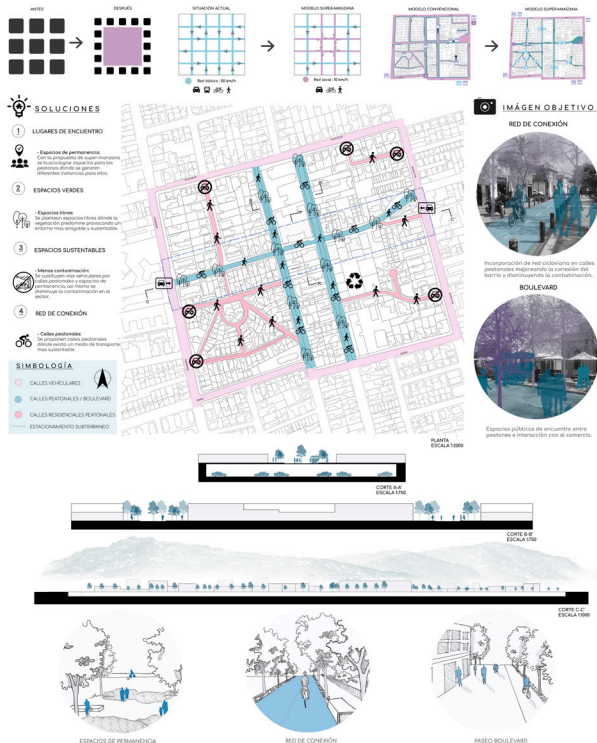 ANTES
DESPUÉS
SITUACIÓN ACTUAL
MODELO SUPER-MANZANA
MODELO CONVENCIONAL
MODELO SUPER-MANZANA
Red básica : 50 km/h
Red local : 10 km/h
SOLUCIONES
1 LUGARES DE ENCUENTRO
- Espacios de permanencia:
Con la propuesta de super-manzana
se busca lograr espacios para los
peatones donde se generen
diferentes instancias para ellos.
2 ESPACIOS VERDES
- Espacios libres:
Se plantean espacios libres dónde la
vegetación predomine provocando un
entorno mas amigable y sustentable.
3 ESPACIOS SUSTENTABLES
- Menos contaminación:
Se sustituyen vías vehículares por
calles peatonales y espacios de
permanencia, así mismo se
disminuye la contaminación en el
sector.
4 RED DE CONEXIÓN
- Calles peatonales:
Se proponen calles peatonales
dónde exista un modo de transporte
más sustentable.
SIMBOLOGÍA
CALLES VEHÍCULARES
CALLES PEATONALES / BOULEVARD
CALLES RESIDENCIALES PEATONALES
ESTACIONAMIENTO SUBTERRANEO
IMÁGEN OBJETIVO
RED DE CONEXIÓN
Incorporación de red cicloviaria en calles
peatonales mejorando la conexión del
barrio y disminuyendo la contaminación.
BOULEVARD
Espacios públicos de encuentro entre
peatones e interacción con el comercio.
PLANTA
ESCALA 1:2000
CORTE A-A'
ESCALA 1:750
CORTE B-B'
ESCALA 1:750
CORTE C-C'
ESCALA 1:1000
ESPACIOS DE PERMANENCIA
RED DE CONEXIÓN
PASEO BOULEVARD